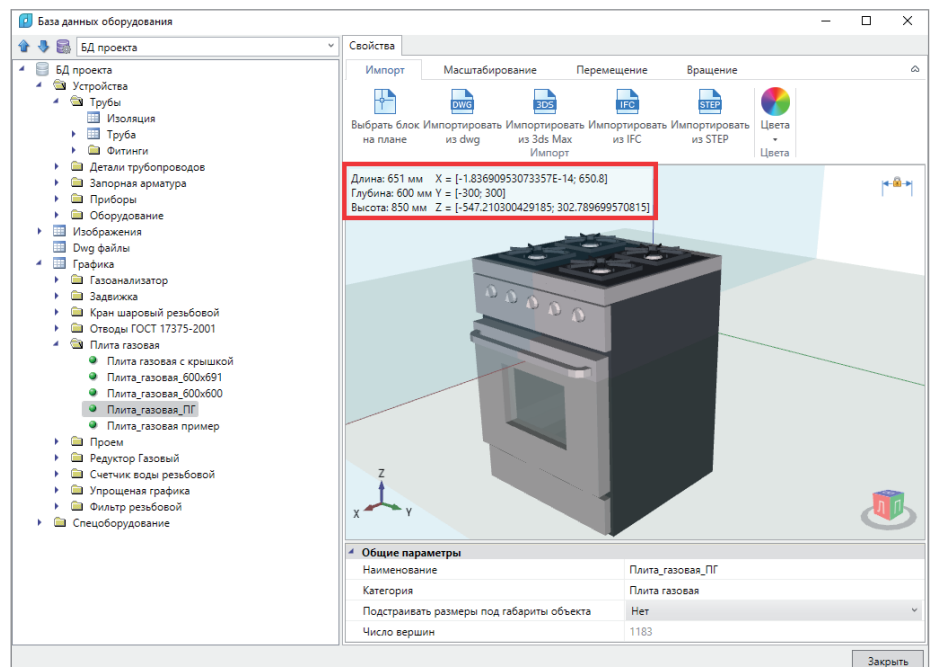 База данных оборудования
БД проекта
БД проекта
Устройства
Трубы
Изоляция
Труба
Фитинги
Детали трубопроводов
Запорная арматура
Приборы
Оборудование
Изображения
Dwg файлы
Графика
Газоанализатор
Задвижка
Кран шаровый резьбовой
Отводы ГОСТ 17375-2001
Плита газовая
Плита газовая с крышкой
Плита_газовая_600x691
Плита_газовая_600x600
Плита_газовая_ПГ
Плита_газовая пример
Проем
Редуктор Газовый
Счетчик воды резьбовой
Упрощеная графика
Фильтр резьбовой
Спецоборудование
Свойства
Импорт Масштабирование Перемещение Вращение
DWG 3DS IFC STEP
Выбрать блок Импортировать Импортировать Импортировать Импортировать Цвета
на плане из dwg из 3ds Max из IFC из STEP
Импорт Цвета
Длина: 651 мм X = [-1.83690953073357E-14; 650.8]
Глубина: 600 мм Y = [-300; 300]
Высота: 850 мм Z = [-547.210300429185; 302.789699570815]
Z
X Y
Л П
Общие параметры
Наименование Плита_газовая_ПГ
Категория Плита газовая
Подстраивать размеры под габариты объекта Нет
Число вершин 1183
Закрыть